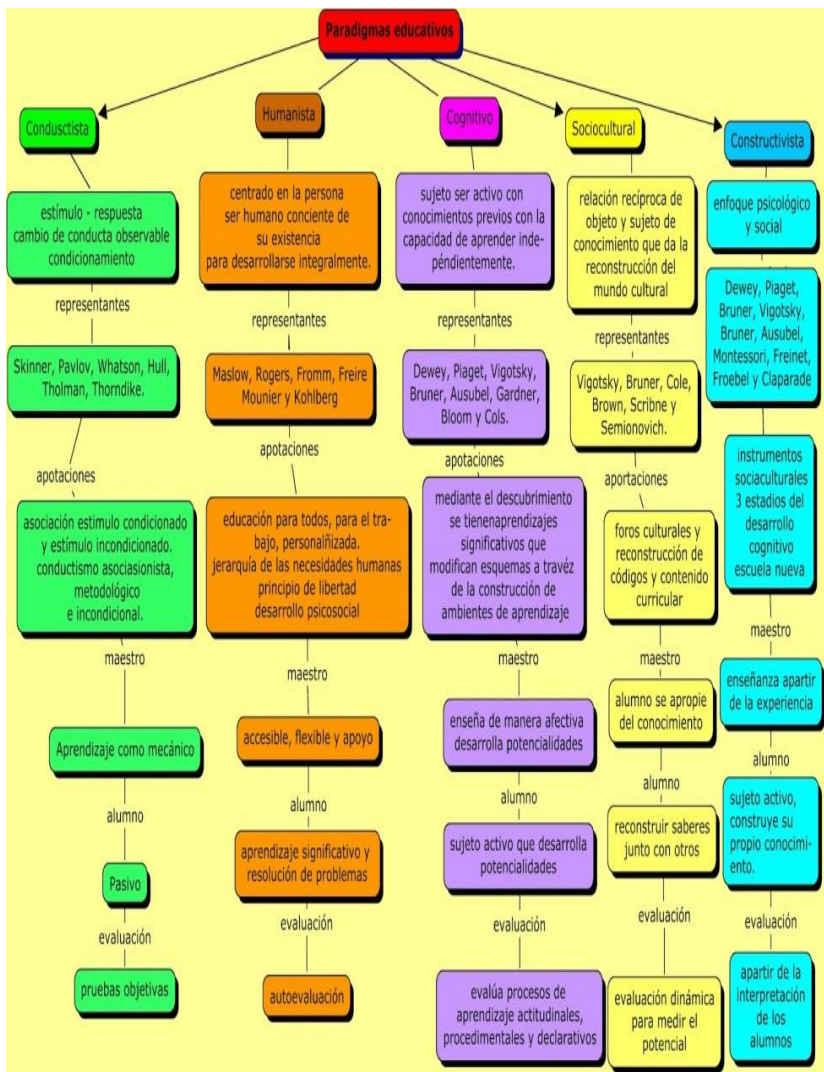 Paradigmas educativos
Condusctista
estímulo - respuesta
cambio de conducta observable
condicionamiento
representantes
Skinner, Pavlov, Whatson, Hull,
Tholman, Thorndike.
apotaciones
asociación estimulo condicionado
y estímulo incondicionado.
conductismo asociasionista,
metodológico
e incondicional.
maestro
Aprendizaje como mecánico
alumno
Pasivo
evaluación
pruebas objetivas
Humanista
centrado en la persona
ser humano conciente de
su existencia
para desarrollarse integralmente.
representantes
Maslow, Rogers, Fromm, Freire
Mounier y Kohlberg
apotaciones
educación para todos, para el tra-
bajo, personalñizada.
jerarquía de las necesidades humanas
principio de libertad
desarrollo psicosocial
maestro
accesible, flexible y apoyo
alumno
aprendizaje significativo y
resolución de problemas
evaluación
autoevaluación
Cognitivo
sujeto ser activo con
conocimientos previos con la
capacidad de aprender inde-
péndientemente.
representantes
Dewey, Piaget, Vigotsky,
Bruner, Ausubel, Gardner,
Bloom y Cols.
apotaciones
mediante el descubrimiento
se tienenaprendizajes
significativos que
modifican esquemas a travéz
de la construcción de
ambientes de aprendizaje
maestro
enseña de manera afectiva
desarrolla potencialidades
alumno
sujeto activo que desarrolla
potencialidades
evaluación
evalúa procesos de
aprendizaje actitudinales,
procedimentales y declarativos
Sociocultural
relación recíproca de
objeto y sujeto de
conocimiento que da la
reconstrucción del
mundo cultural
representantes
Vigotsky, Bruner, Cole,
Brown, Scribne y
Semionovich.
aportaciones
foros culturales y
reconstrucción de
códigos y contenido
curricular
maestro
alumno se apropie
del conocimiento
alumno
reconstruir saberes
junto con otros
evaluación
evaluación dinámica
para medir el
potencial
Constructivista
enfoque psicológico
y social
Dewey, Piaget,
Bruner, Vigotsky,
Bruner, Ausubel,
Montessori, Freinet,
Froebel y Claparade
instrumentos
sociaculturales
3 estadios del
desarrollo
cognitivo
escuela nueva
maestro
enseñanza apartir
de la experiencia
alumno
sujeto activo,
construye su
propio conocimi-
ento.
evaluación
apartir de la
interpretación
de los
alumnos